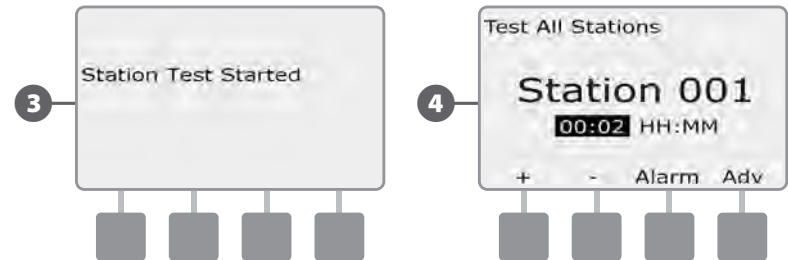 3
Station Test Started
4
Test All Stations
Station 001
00:02 HH:MM
+ - Alarm Adv